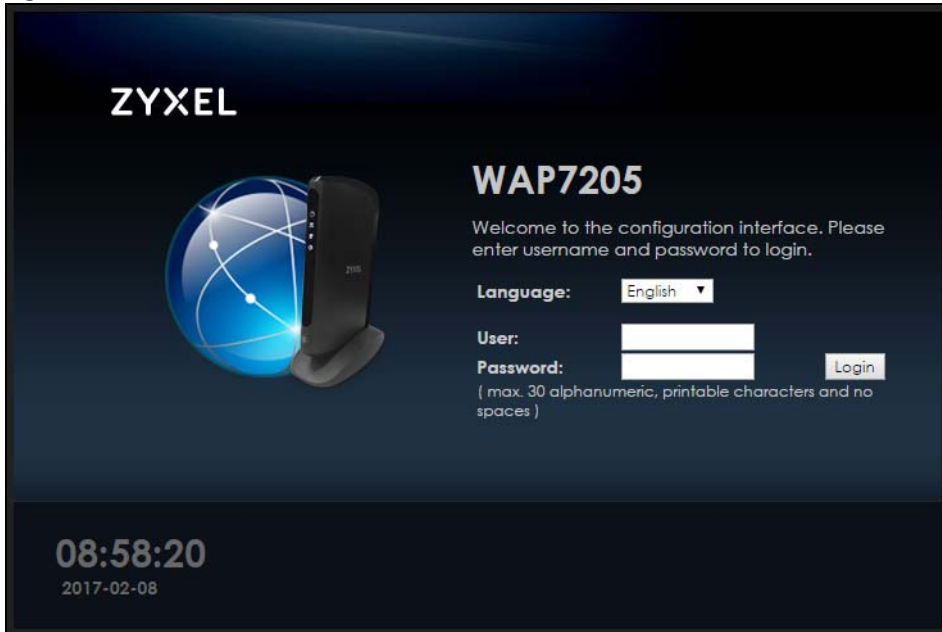 ZYXEL
WAP7205
Welcome to the configuration interface. Please
enter username and password to login.
Language: English
User:
Password: Login
( max. 30 alphanumeric, printable characters and no
spaces )
08:58:20
2017-02-08